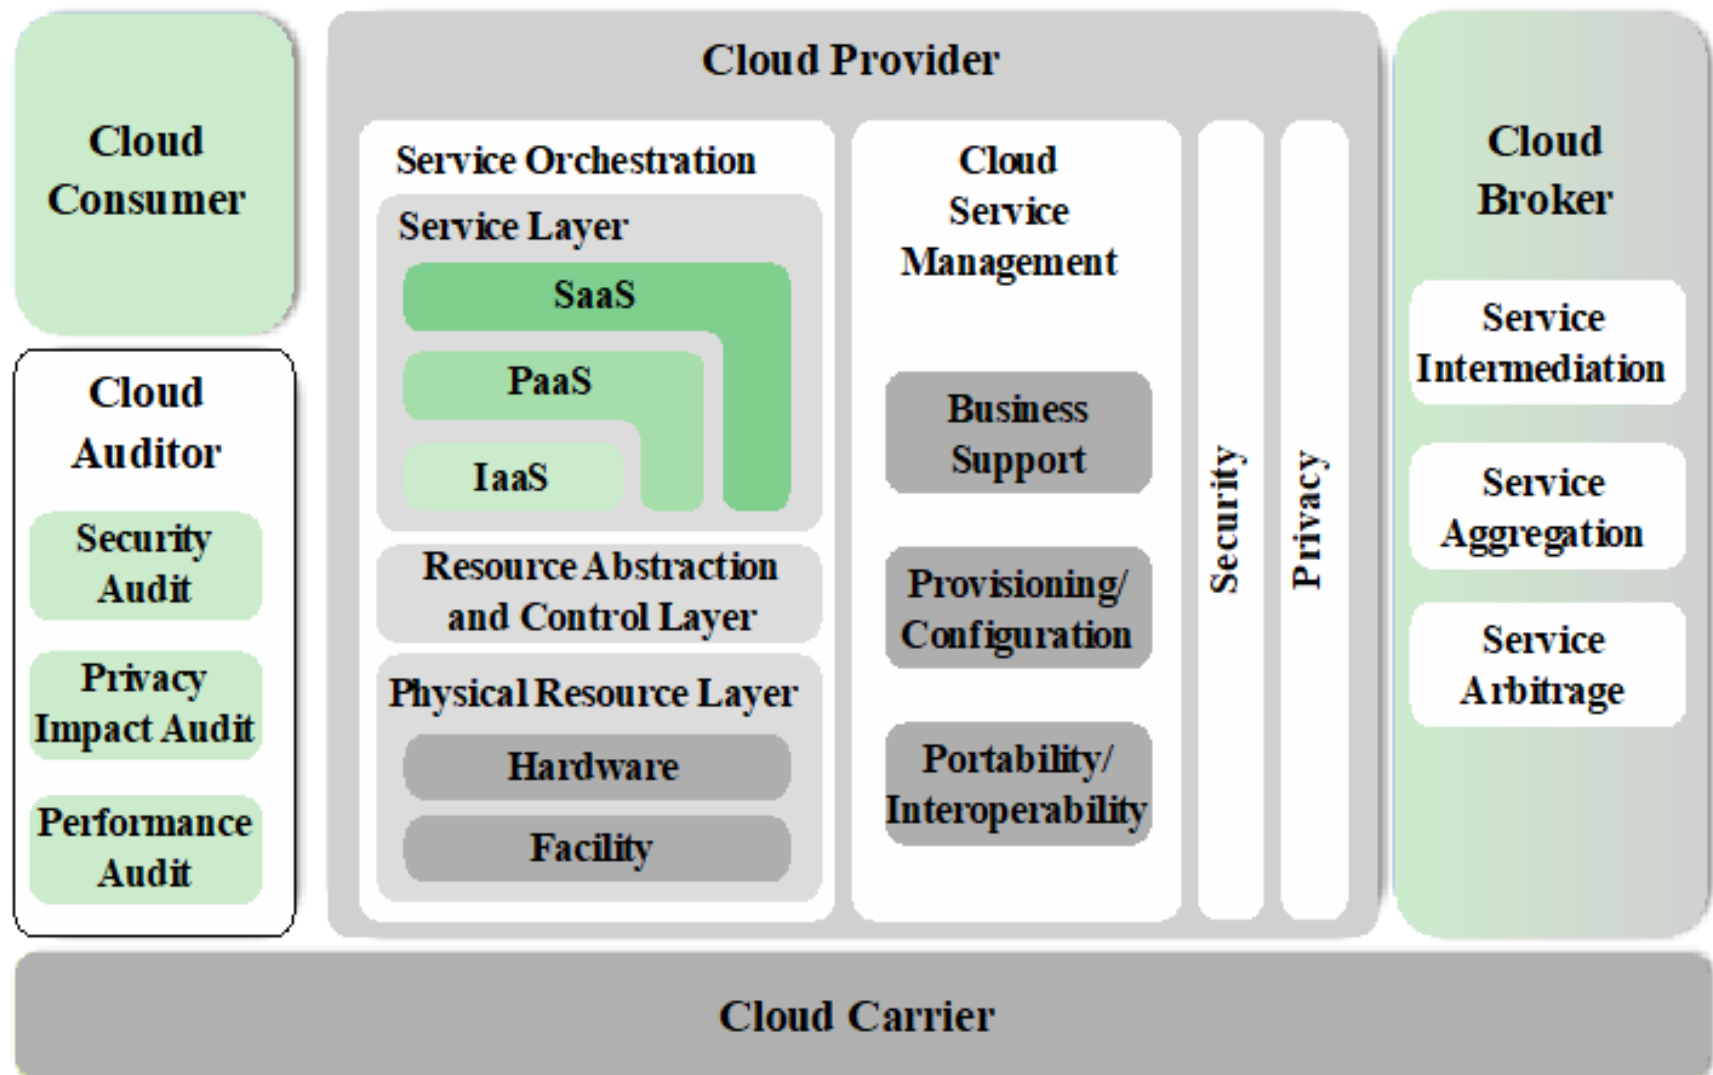 Cloud
Consumer
Cloud
Auditor
Security
Audit
Privacy
Impact Audit
Performance
Audit
Cloud Provider
Service Orchestration
Service Layer
SaaS
PaaS
IaaS
Resource Abstraction
and Control Layer
Physical Resource Layer
Hardware
Facility
Cloud
Service
Management
Business
Support
Provisioning/
Configuration
Portability/
Interoperability
Security
Privacy
Cloud
Broker
Service
Intermediation
Service
Aggregation
Service
Arbitrage
Cloud Carrier